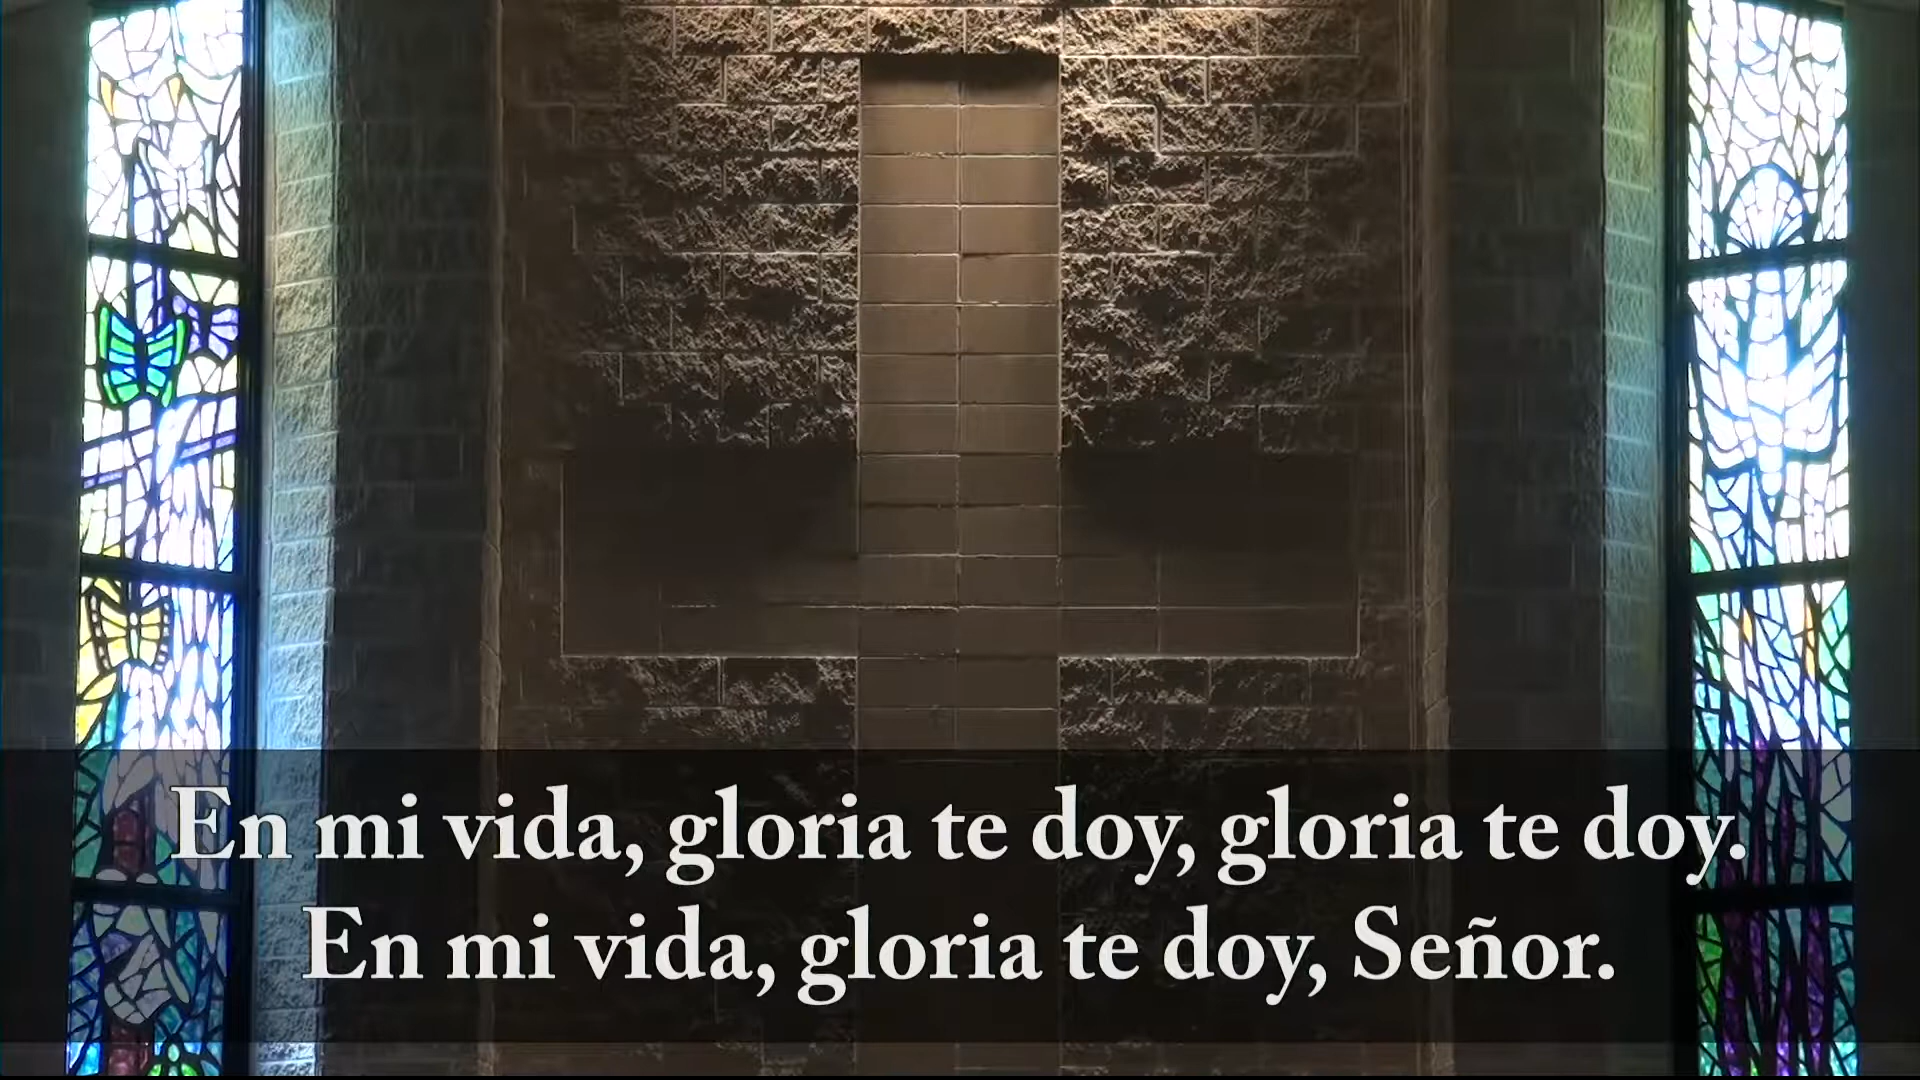 En mi vida, gloria te doy, gloria te doy.
En mi vida, gloria te doy, Señor.